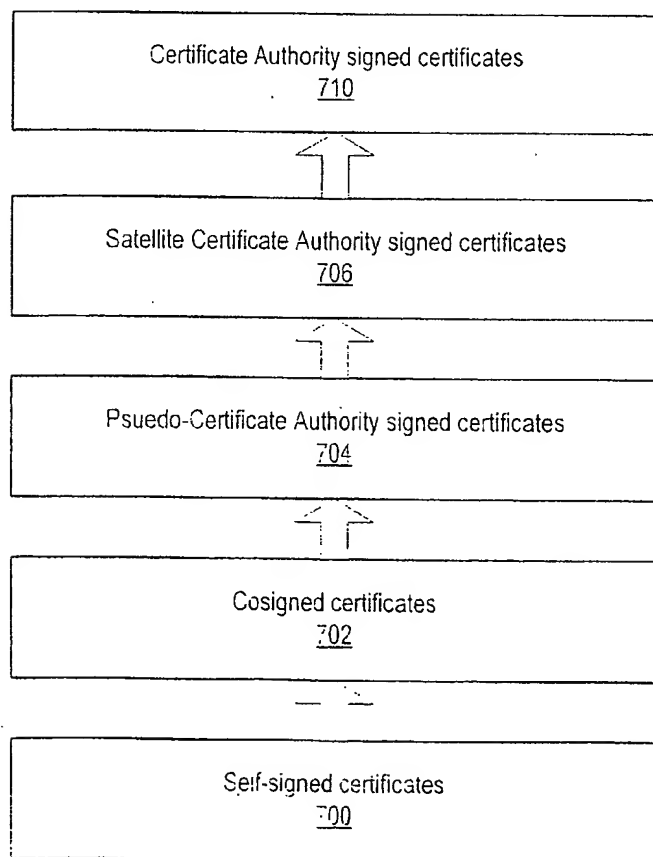 Certificate Authority signed certificates
710
Satellite Certificate Authority signed certificates
706
Psuedo-Certificate Authority signed certificates
704
Cosigned certificates
702
Self-signed certificates
700